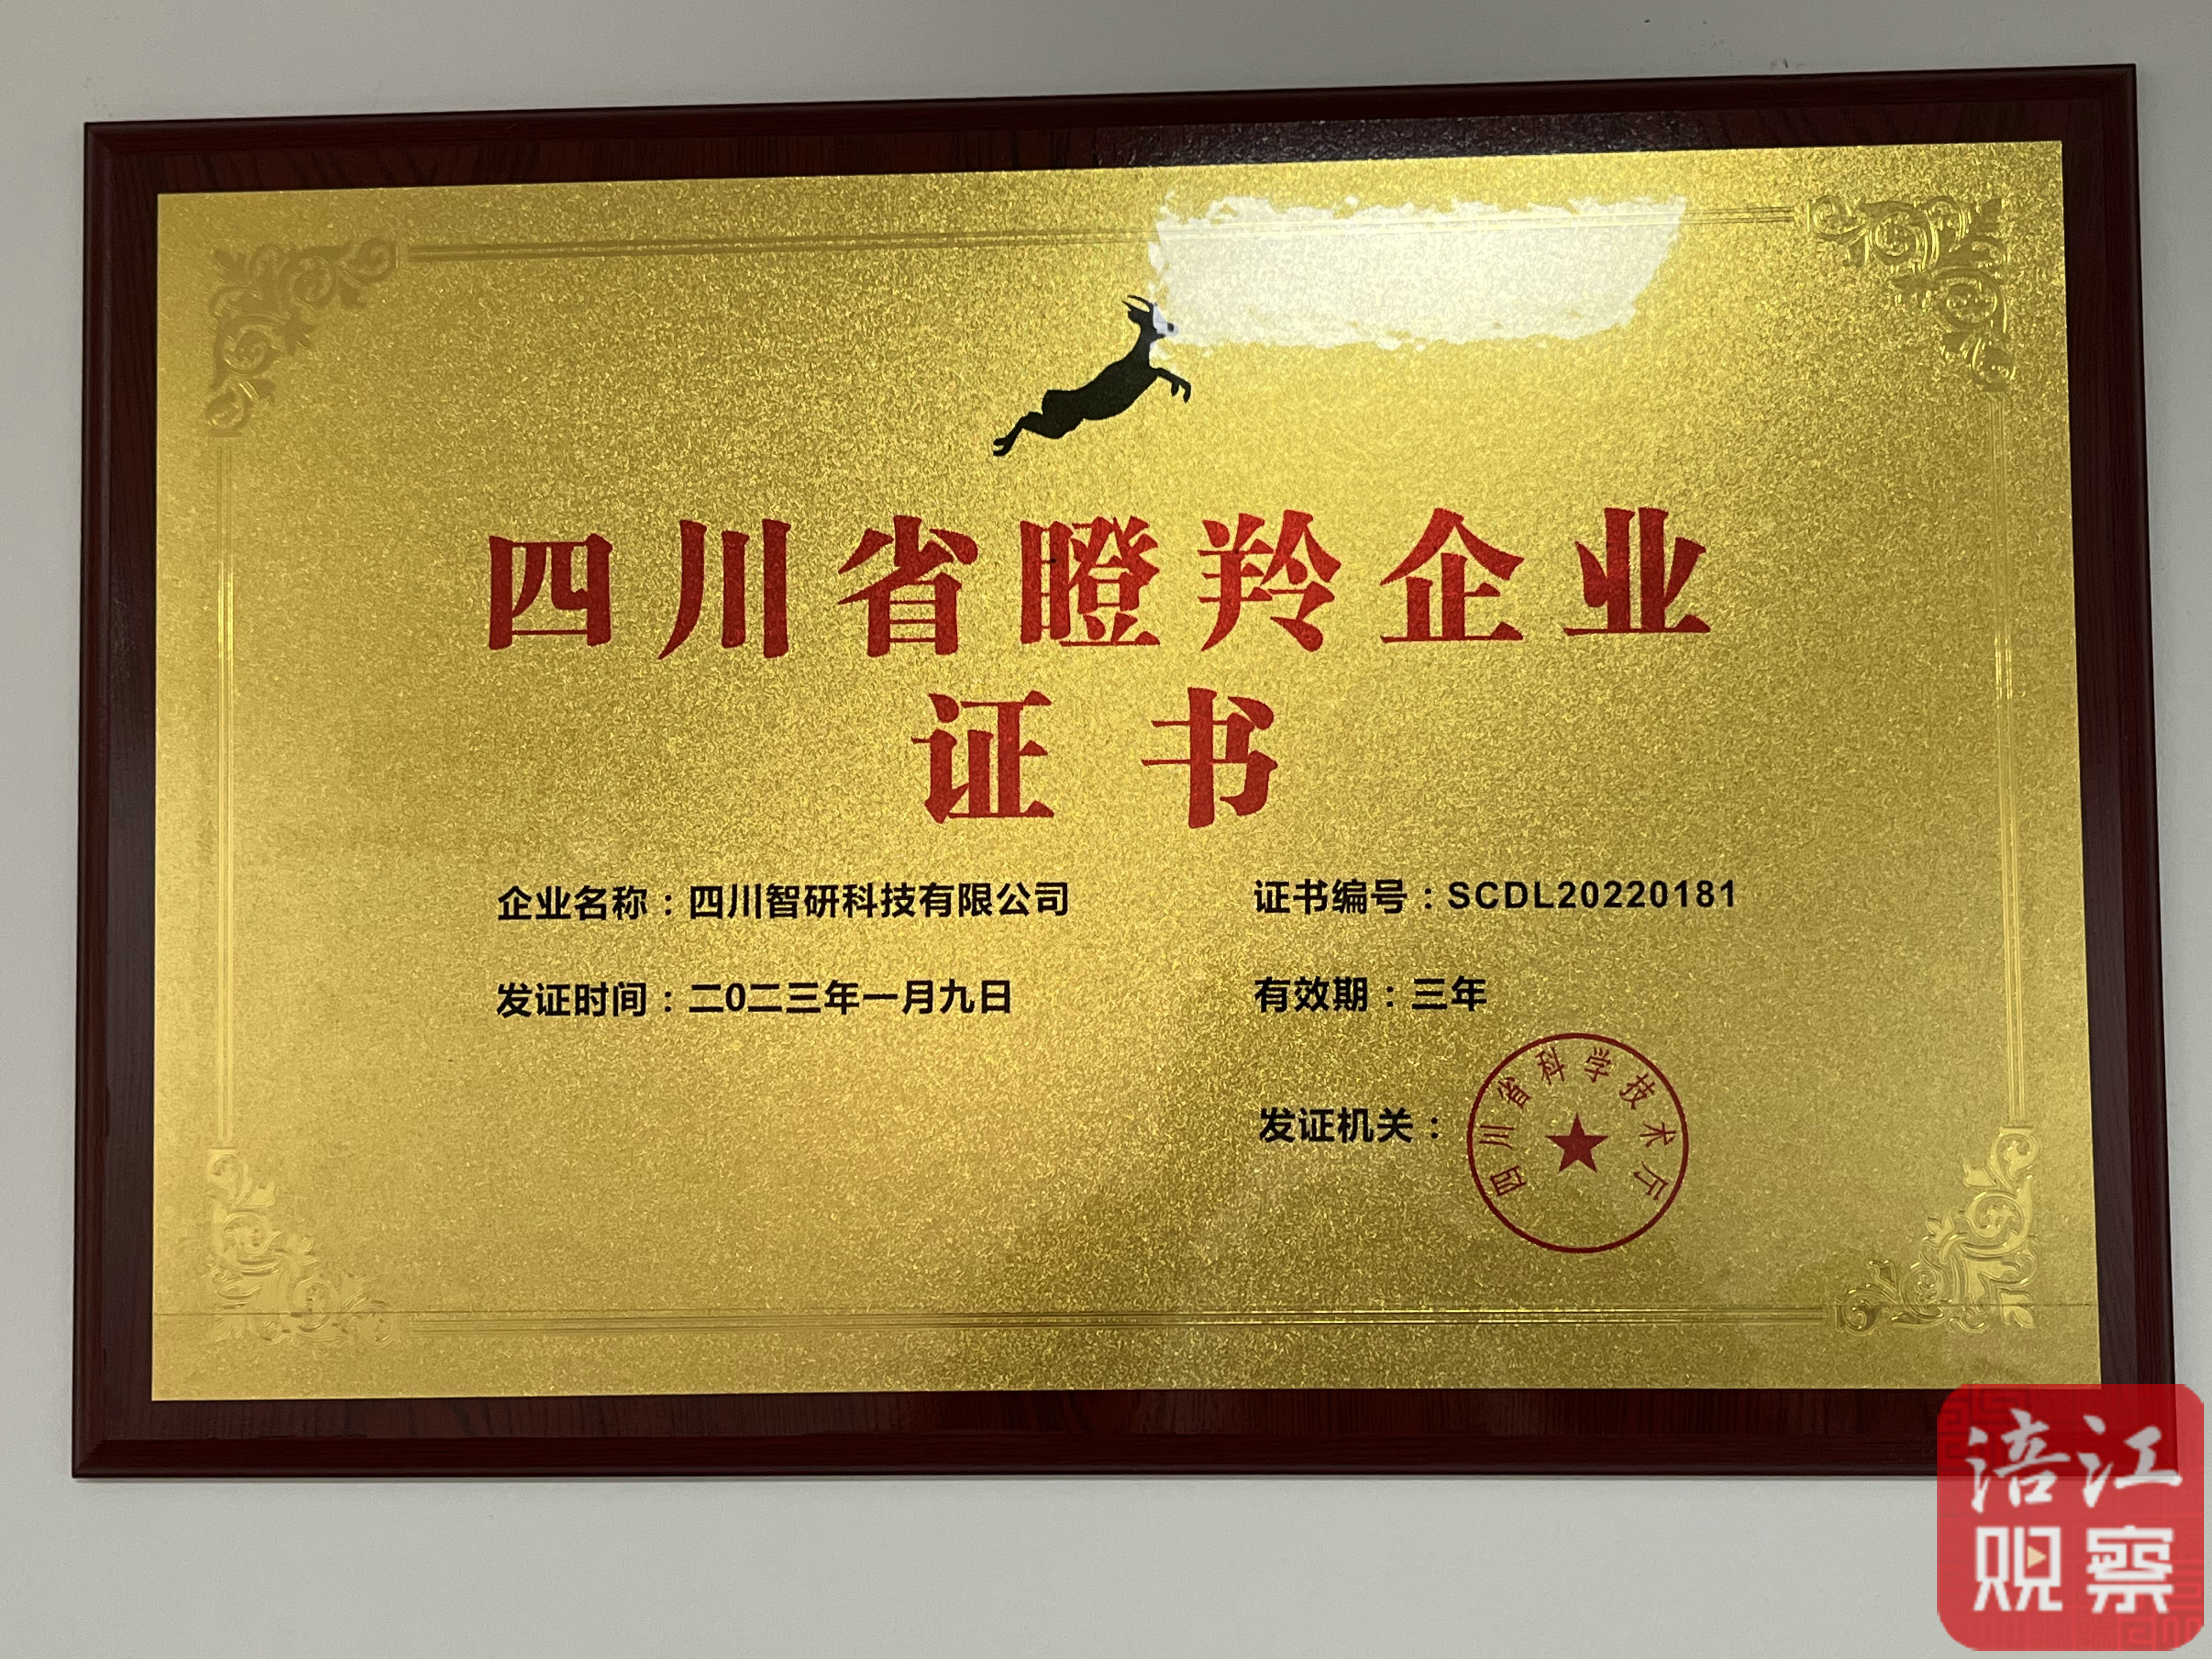 四川省瞪羚企业
证书
企业名称：四川智研科技有限公司
证书编号：SCDL20220181
发证时间：二0二三年一月九日
有效期：三年
发证机关：
四川省科学技术厅
涪江
观察